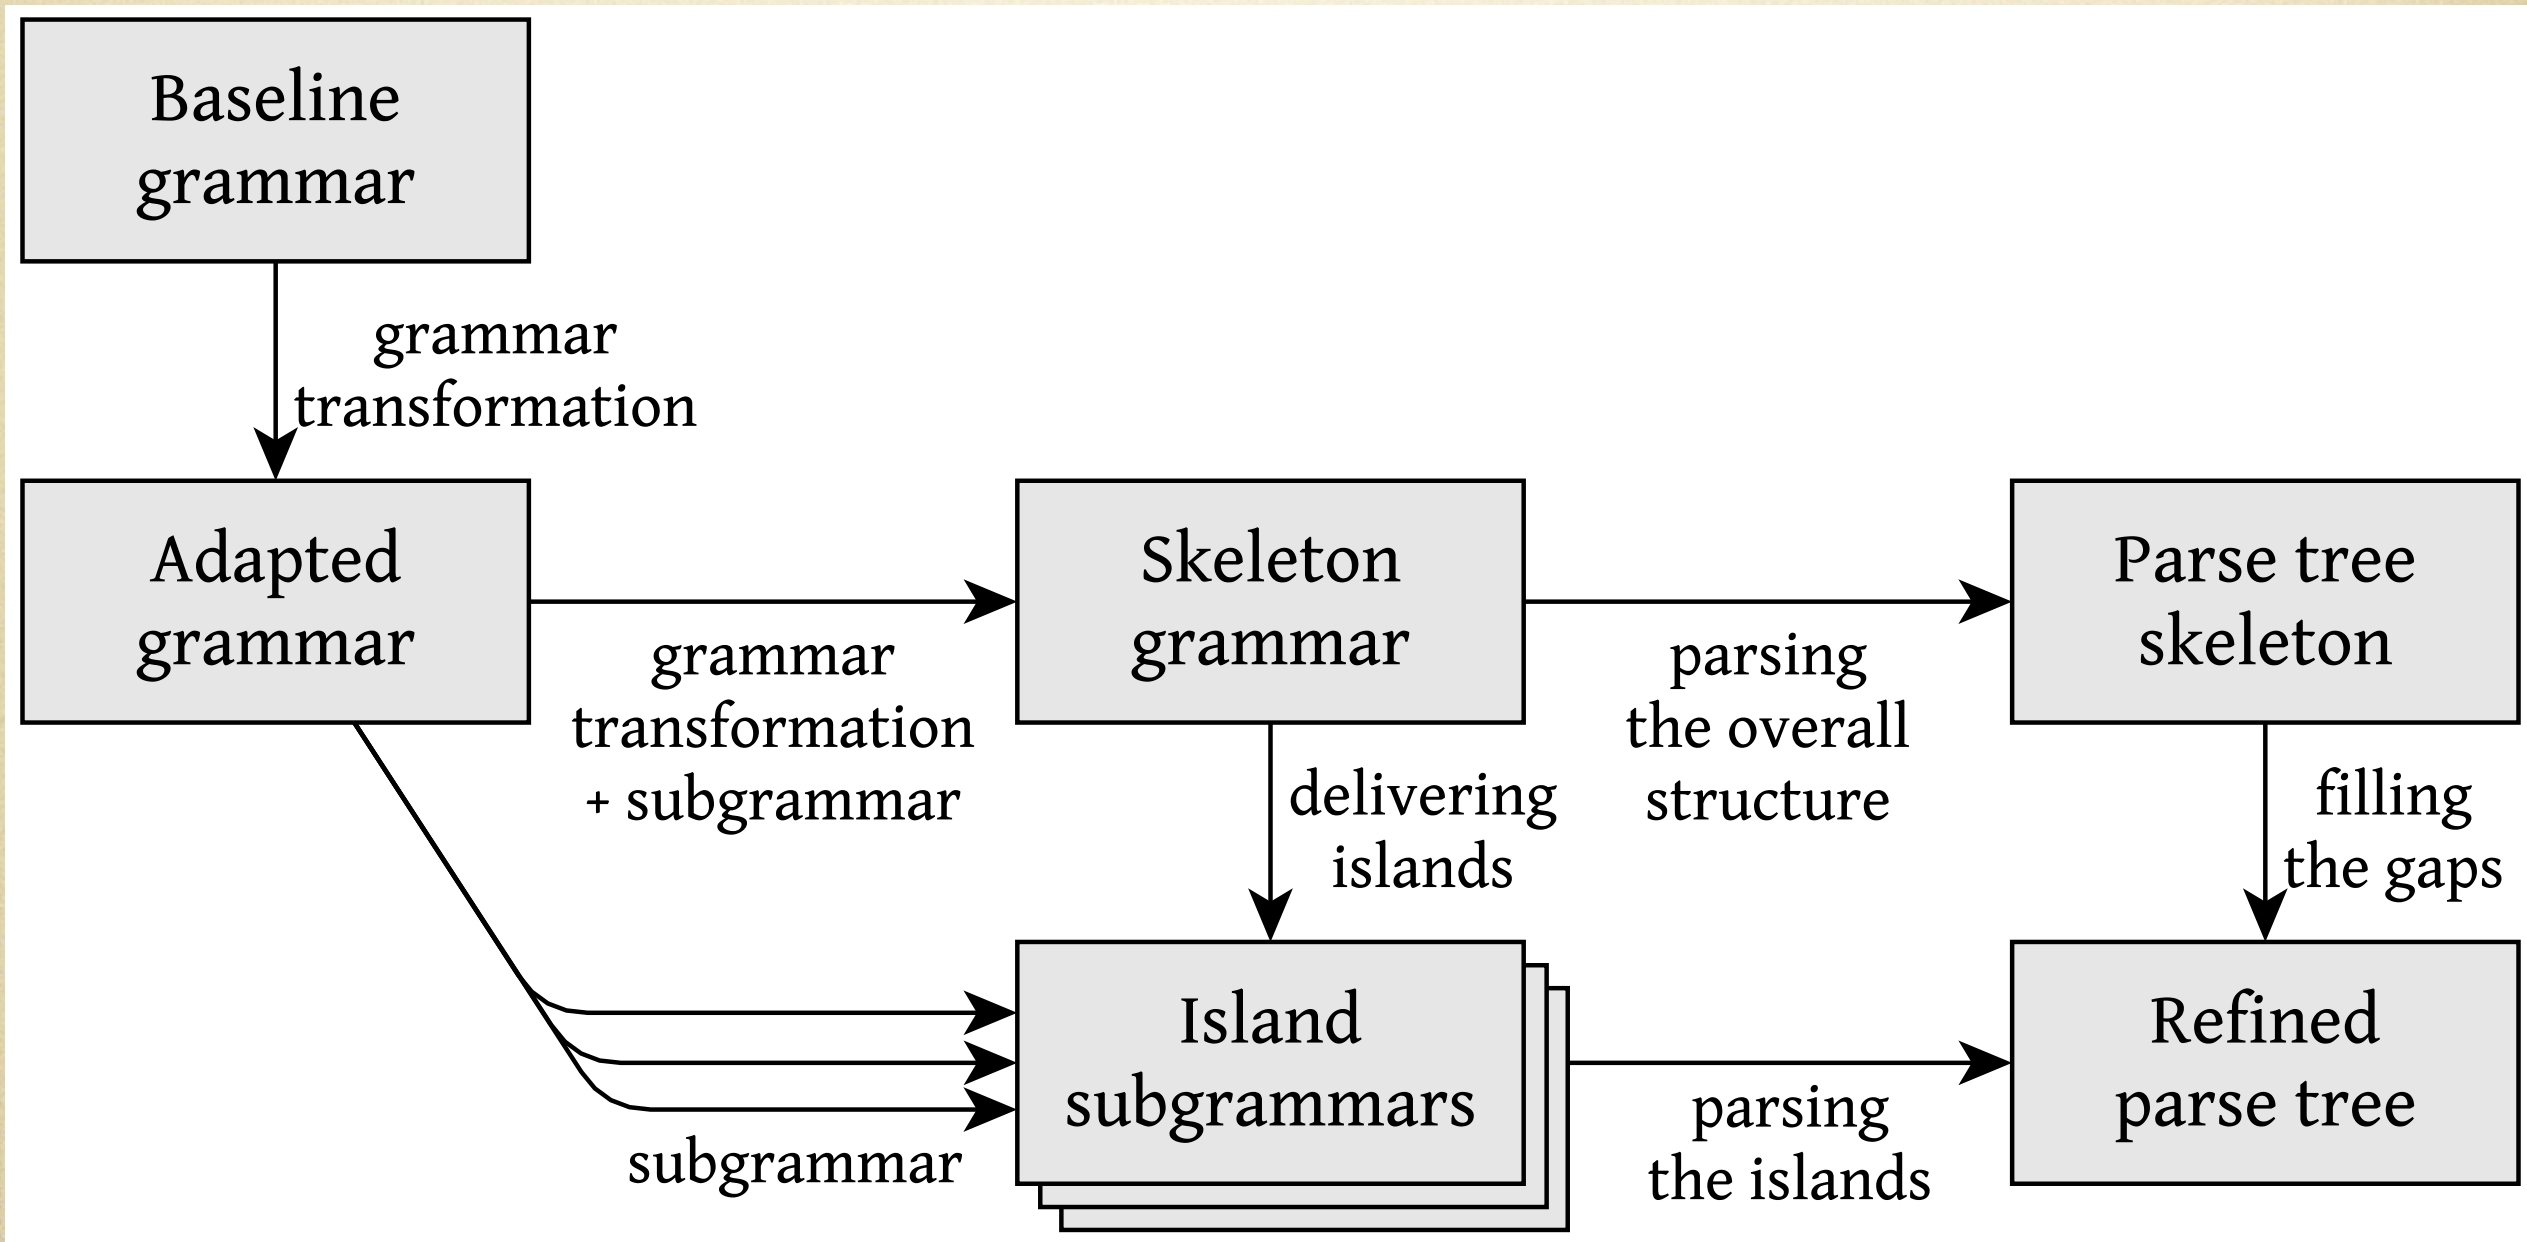 Baseline
grammar
grammar
transformation
Adapted
grammar
grammar
transformation
+ subgrammar
Skeleton
grammar
parsing
the overall
structure
Parse tree
skeleton
delivering
islands
filling
the gaps
subgrammar
Island
subgrammars
parsing
the islands
Refined
parse tree